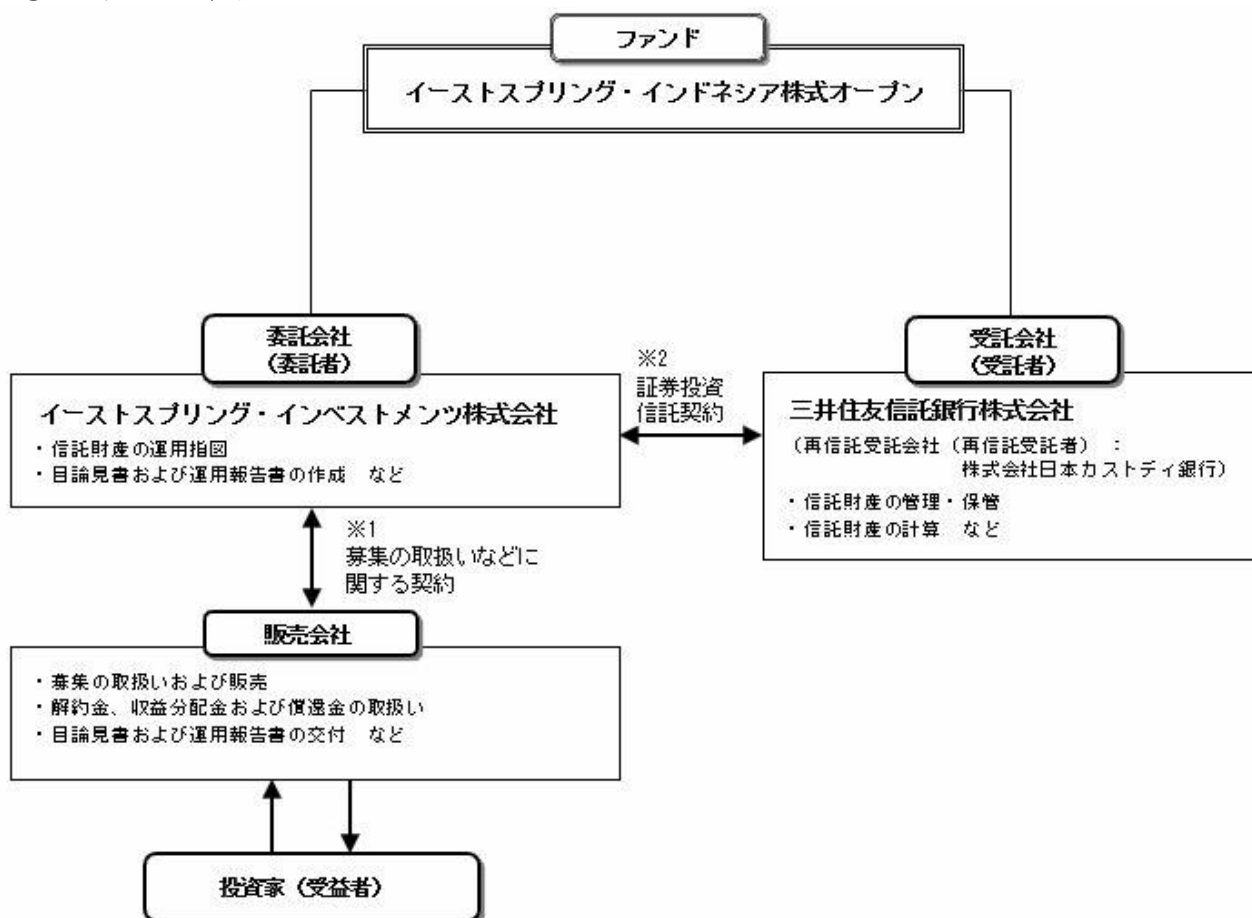 ファンド
イーストスプリング・インドネシア株式オープン
委託会社
（委託者）
イーストスプリング・インベストメンツ株式会社
・信託財産の運用指図
・目論見書および運用報告書の作成　など
※2
証券投資
信託契約
受託会社
（受託者）
三井住友信託銀行株式会社
（再信託受託会社（再信託受託者）：
株式会社日本カストディ銀行）
・信託財産の管理・保管
・信託財産の計算　など
※1
募集の取扱いなどに
関する契約
販売会社
・募集の取扱いおよび販売
・解約金、収益分配金および償還金の取扱い
・目論見書および運用報告書の交付　など
投資家（受益者）